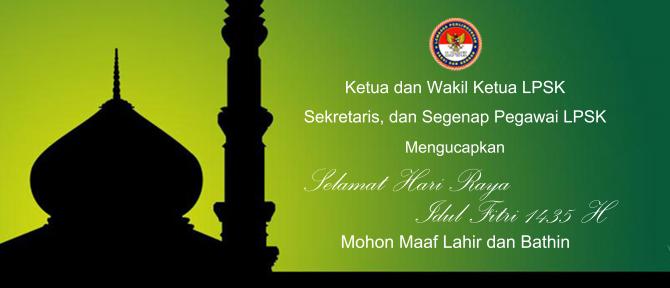 Ketua dan Wakil Ketua LPSK
Sekretaris, dan Segenap Pegawai LPSK
Mengucapkan
Selamat Hari Raya
Idul Fitri 1435 H
Mohon Maaf Lahir dan Bathin